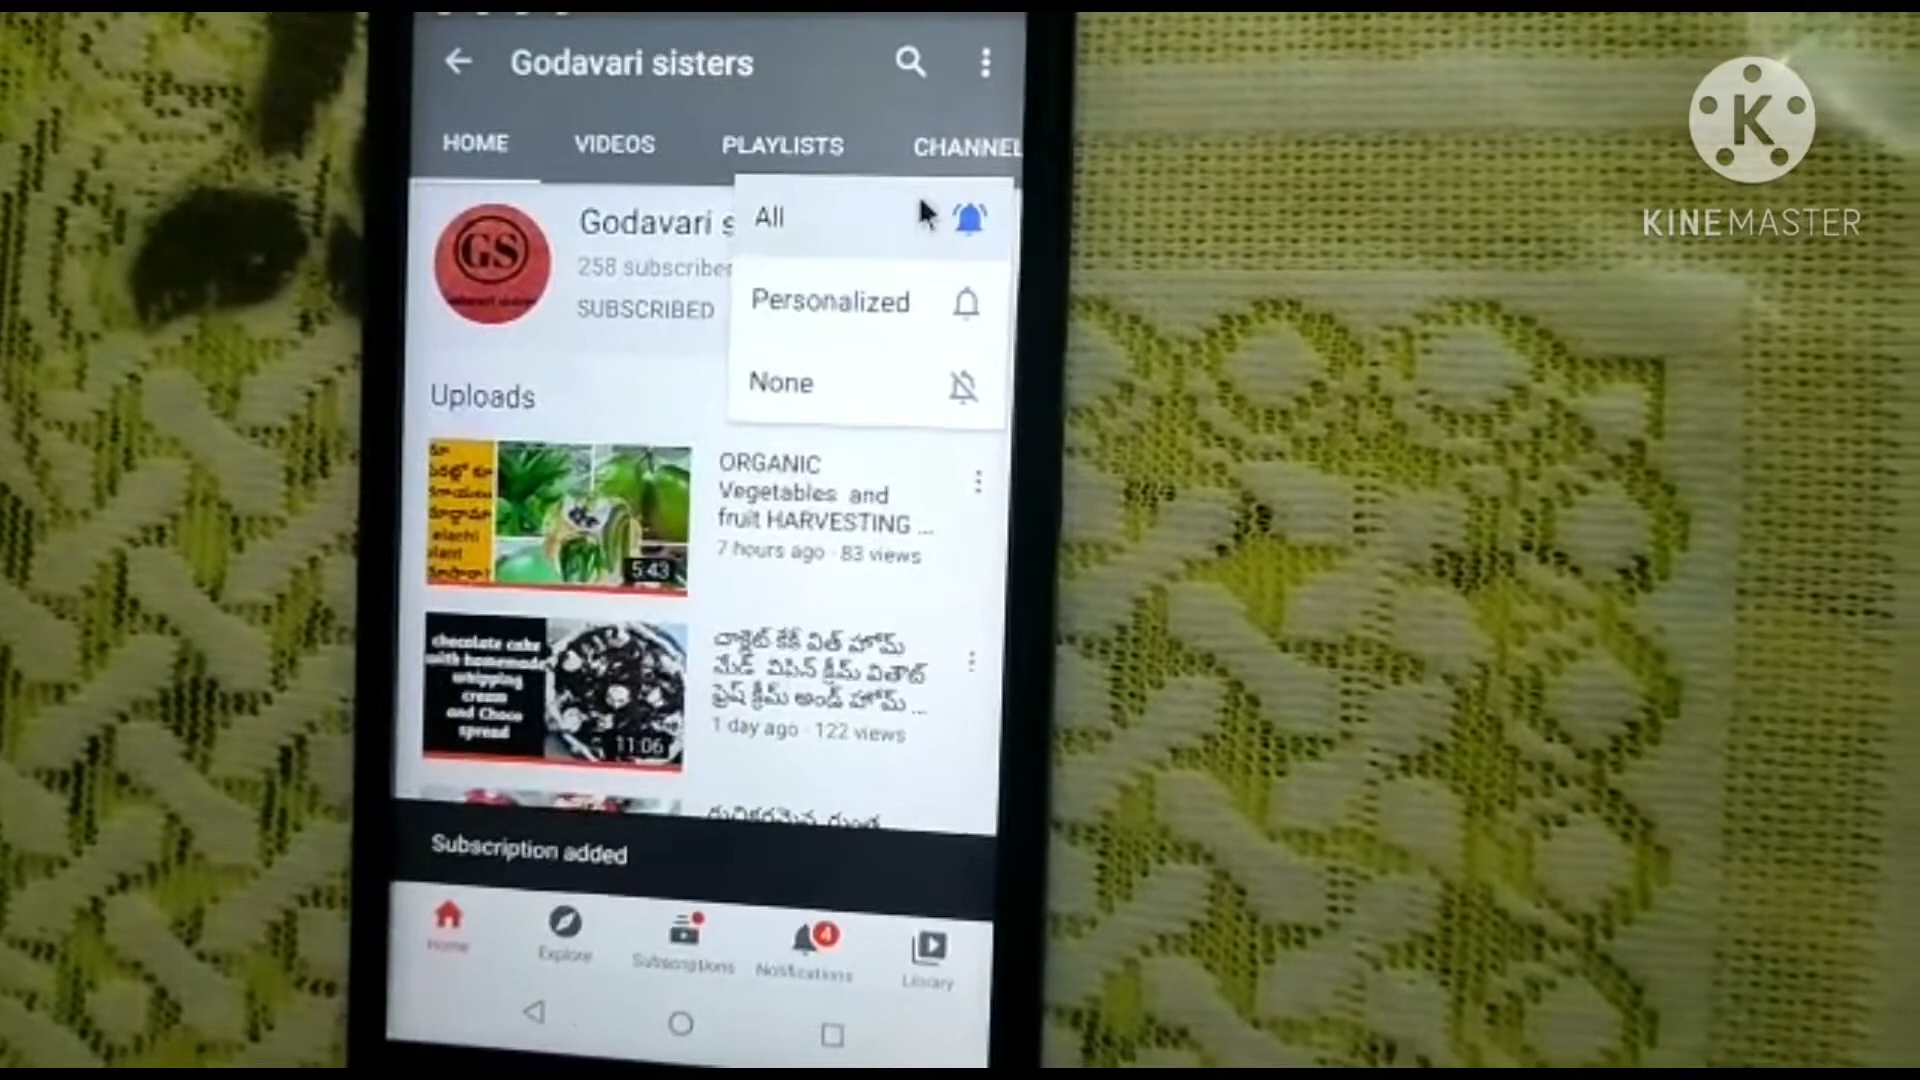 Godavari sisters
HOME VIDEOS PLAYLISTS CHANNEL
K
KINEMASTER
GS
Godavari s
258 subscriber
SUBSCRIBED
All
Personalized
None
Uploads
elachi
5:43
ORGANIC
Vegetables and
fruit HARVESTING ...
7 hours ago · 83 views
chocolate cake
with homemade
whipping
cream
and Choco
spread
11:06
చాక్లెట్ కేక్ విత్ హోమ్
మేడ్ విపిన్ క్రీమ్ వితౌట్
ఫ్రెష్ క్రీమ్ అండ్ హోమ్ ...
1 day ago · 122 views
Subscription added
4
Home Explore Subscriptions Notifications Library